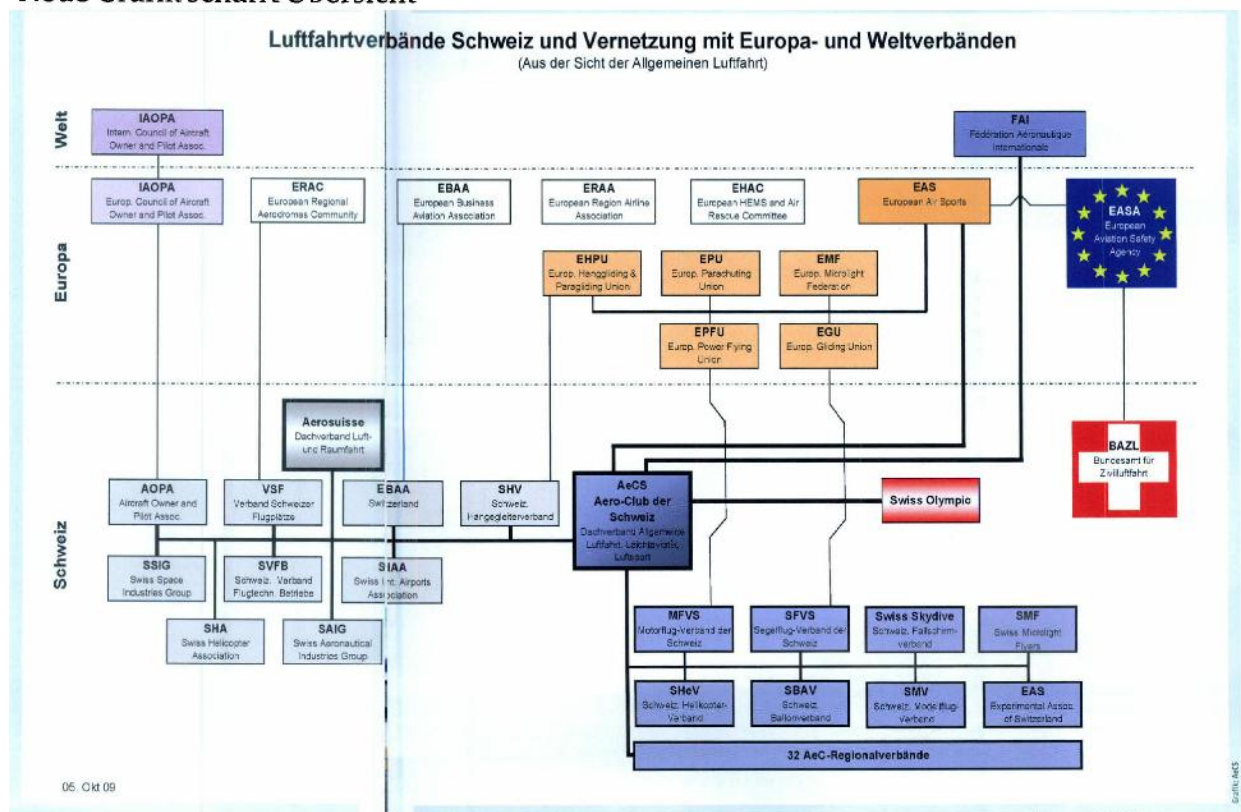 Neue Grafik schafft Übersicht
Luftfahrtverbände Schweiz und Vernetzung mit Europa- und Weltverbänden
(Aus der Sicht der Allgemeinen Luftfahrt)
Welt
IAOPA
Intern. Council of Aircraft
Owner and Pilot Assoc.
FAI
Fédération Aéronautique
Internationale
Europa
IAOPA
Europ. Council of Aircraft
Owner and Pilot Assoc.
ERAC
European Regional
Aerodromes Community
EBAA
European Business
Aviation Association
ERAA
European Region Airline
Association
EHAC
European HEMS and Air
Rescue Committee
EAS
European Air Sports
EASA
European
Aviation Safety
Agency
EHPU
Europ. Hanggliding &
Paragliding Union
EPU
Europ. Parachuting
Union
EMF
Europ. Microlight
Federation
EPFU
Europ. Power Flying
Union
EGU
Europ. Gliding Union
Schweiz
Aerosuisse
Dachverband Luft-
und Raumfahrt
BAZL
Bundesamt für
Zivilluftfahrt
AOPA
Aircraft Owner and
Pilot Assoc.
VSF
Verband Schweizer
Flugplätze
EBAA
Switzerland
SHV
Schweiz.
Hängegleiterverband
AeCS
Aero-Club der
Schweiz
Dachverband Allgemeine
Luftfahrt, Leichtaviatik,
Luftsport
Swiss Olympic
SSIG
Swiss Space
Industries Group
SVFB
Schweiz. Verband
Flugtechn. Betriebe
SIAA
Swiss Int. Airports
Association
SHA
Swiss Helicopter
Association
SAIG
Swiss Aeronautical
Industries Group
MFVS
Motorflug-Verband der
Schweiz
SFVS
Segelflug-Verband der
Schweiz
Swiss Skydive
Schweiz. Fallschirm-
verband
SMF
Swiss Microlight
Flyers
SHeV
Schweiz. Helikopter-
Verband
SBAV
Schweiz.
Ballonverband
SMV
Schweiz. Modellflug-
Verband
EAS
Experimental Assoc.
of Switzerland
32 AeC-Regionalverbände
05. Okt 09
Grafik: AeCS